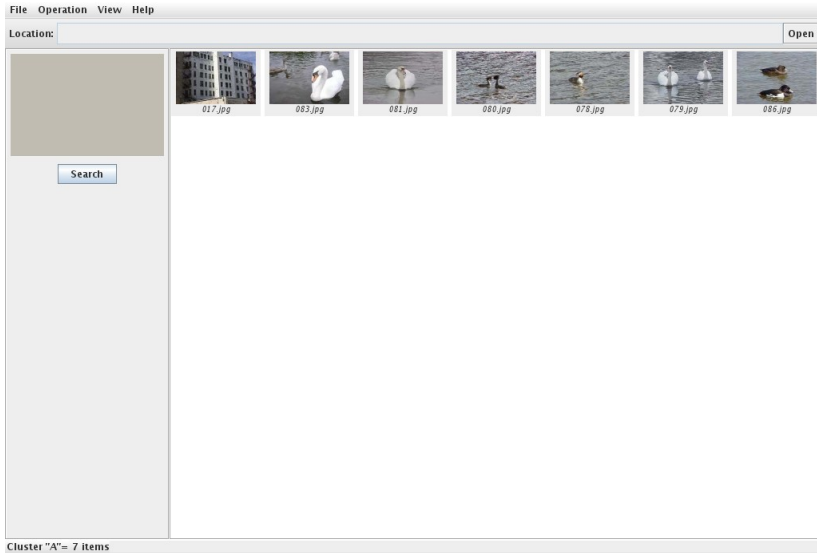 File Operation View Help
Location: Open
017.jpg 083.jpg 081.jpg 080.jpg 078.jpg 079.jpg 086.jpg
Search
Cluster "A"= 7 items